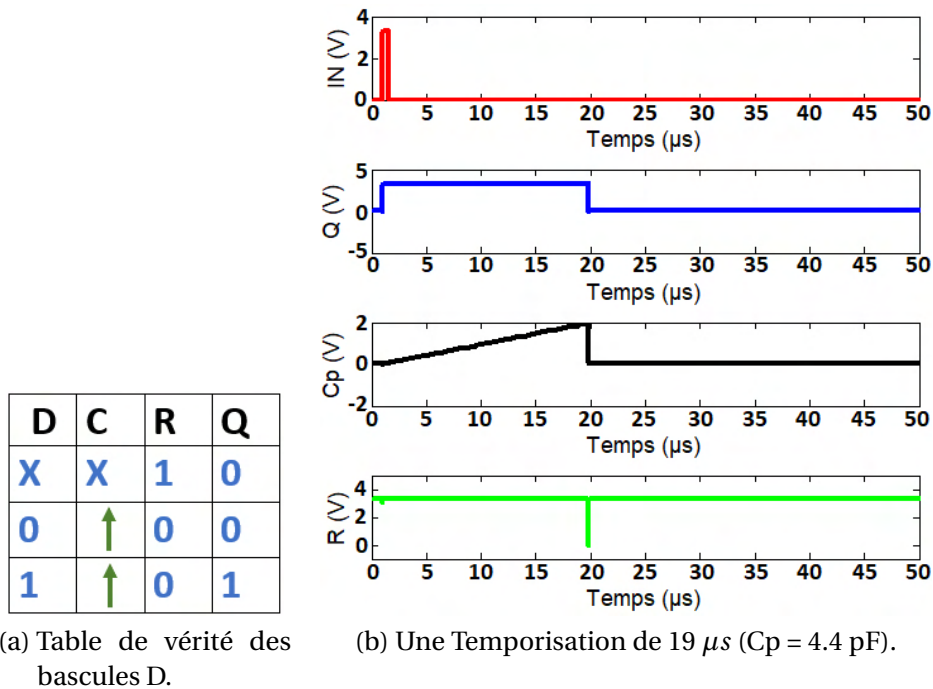 4
2
0
IN (V)
0 5 10 15 20 25 30 35 40 45 50
Temps (µs)
5
0
-5
Q (V)
0 5 10 15 20 25 30 35 40 45 50
Temps (µs)
2
0
-2
Cp (V)
0 5 10 15 20 25 30 35 40 45 50
Temps (µs)
4
2
0
R (V)
0 5 10 15 20 25 30 35 40 45 50
Temps (µs)
D C R Q
X X 1 0
0 ↑ 0 0
1 ↑ 0 1
(a) Table de vérité des
bascules D.
(b) Une Temporisation de 19 µs (Cp = 4.4 pF).